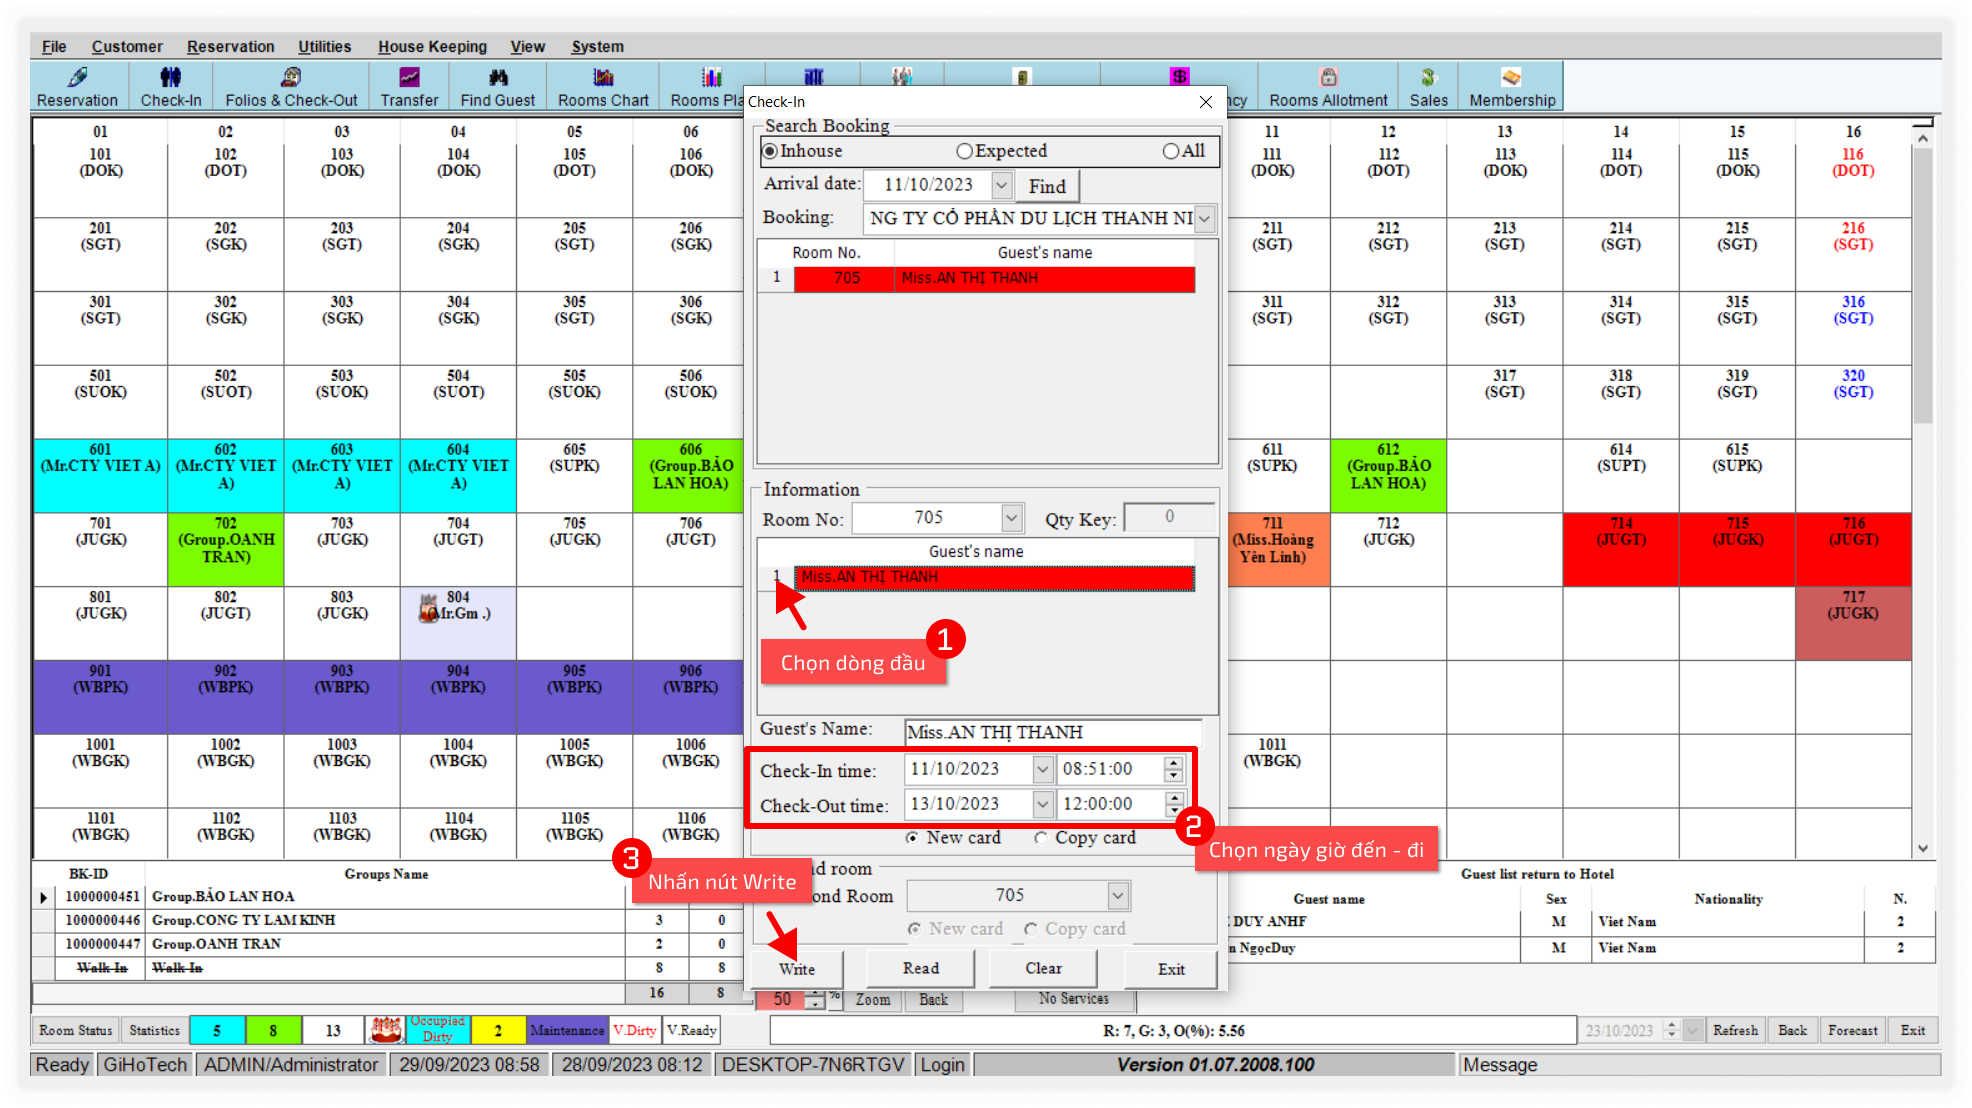 File Customer Reservation Utilities House Keeping View System
Reservation Check-In Folios & Check-Out Transfer Find Guest Rooms Chart Rooms Pla ncy Rooms Allotment Sales Membership
Check-In
01 02 03 04 05 06 11 12 13 14 15 16
101 102 103 104 105 106 111 112 113 114 115 116
(DOK) (DOT) (DOK) (DOK) (DOT) (DOK) (DOK) (DOT) (DOK) (DOT) (DOK) (DOT)
201 202 203 204 205 206 211 212 213 214 215 216
(SGT) (SGK) (SGT) (SGK) (SGT) (SGK) (SGT) (SGT) (SGT) (SGT) (SGT) (SGT)
301 302 303 304 305 306 311 312 313 314 315 316
(SGT) (SGK) (SGK) (SGK) (SGT) (SGK) (SGT) (SGT) (SGT) (SGT) (SGT) (SGT)
501 502 503 504 505 506 317 318 319 320
(SUOK) (SUOT) (SUOK) (SUOT) (SUOK) (SUOK) (SGT) (SGT) (SGT) (SGT)
601 602 603 604 605 606 611 612 614 615
(Mr.CTY VIET A) (Mr.CTY VIET (Mr.CTY VIET (Mr.CTY VIET (SUPK) (Group.BẢO (SUPK) (Group.BẢO (SUPT) (SUPK)
A) A) A) LAN HOA) LAN HOA)
701 702 703 704 705 706 711 712 714 715 716
(JUGK) (Group.OANH (JUGK) (JUGT) (JUGK) (JUGT) (Miss.Hoàng (JUGK) (JUGT) (JUGK) (JUGT)
TRAN) Yên Linh)
801 802 803 804 717
(JUGK) (JUGT) (JUGK) Mr.Gm .) (JUGK)
901 902 903 904 905 906
(WBPK) (WBPK) (WBPK) (WBPK) (WBPK) (WBPK)
1001 1002 1003 1004 1005 1006 1011
(WBGK) (WBGK) (WBGK) (WBGK) (WBGK) (WBGK) (WBGK)
1101 1102 1103 1104 1105 1106
(WBGK) (WBGK) (WBGK) (WBGK) (WBGK) (WBGK)
Search Booking
Inhouse Expected All
Arrival date: 11/10/2023 Find
Booking: NG TY CỔ PHẦN DU LỊCH THANH NI
Room No. Guest's name
1 705 Miss.AN THỊ THANH
Information
Room No: 705 Qty Key: 0
Guest's name
1 Miss.AN THỊ THANH
1
Chọn dòng đầu
Guest's Name: Miss.AN THỊ THANH
Check-In time: 11/10/2023 08:51:00
Check-Out time: 13/10/2023 12:00:00
New card Copy card
2
Chọn ngày giờ đến - đi
3
Nhấn nút Write
nd room
ond Room 705
New card Copy card
Write Read Clear Exit
BK-ID Groups Name
1000000451 Group.BẢO LAN HOA
1000000446 Group.CONG TY LAM KINH 3 0
1000000447 Group.OANH TRAN 2 0
Walk In Walk In 8 8
16 8
50 % Zoom Back No Services
Guest list return to Hotel
Guest name Sex Nationality N.
DUY ANHF M Viet Nam 2
n NgọcDuy M Viet Nam 2
Room Status Statistics 5 8 13 Occupied Dirty 2 Maintenance V.Dirty V.Ready R: 7, G: 3, O(%): 5.56 23/10/2023 Refresh Back Forecast Exit
Ready GiHoTech ADMIN/Administrator 29/09/2023 08:58 28/09/2023 08:12 DESKTOP-7N6RTGV Login Version 01.07.2008.100 Message